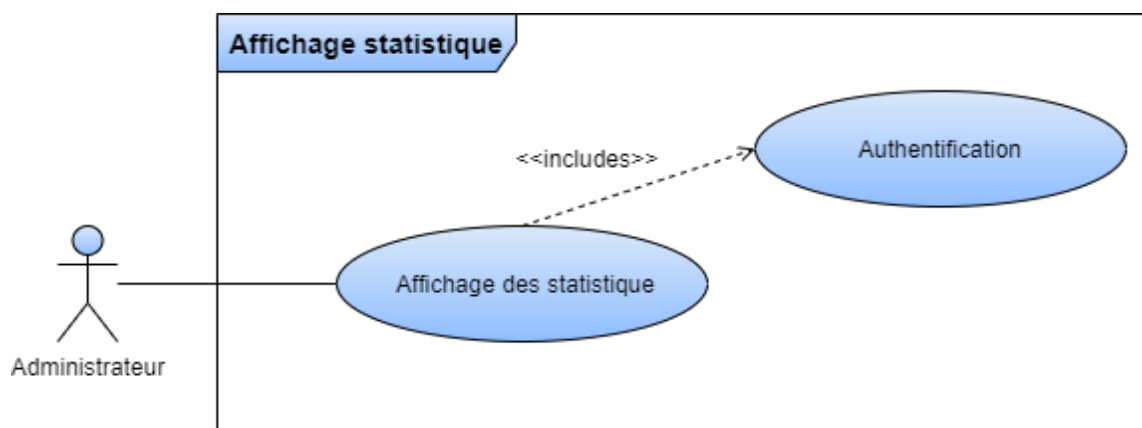 Affichage statistique
<<includes>>
Authentification
Affichage des statistique
Administrateur